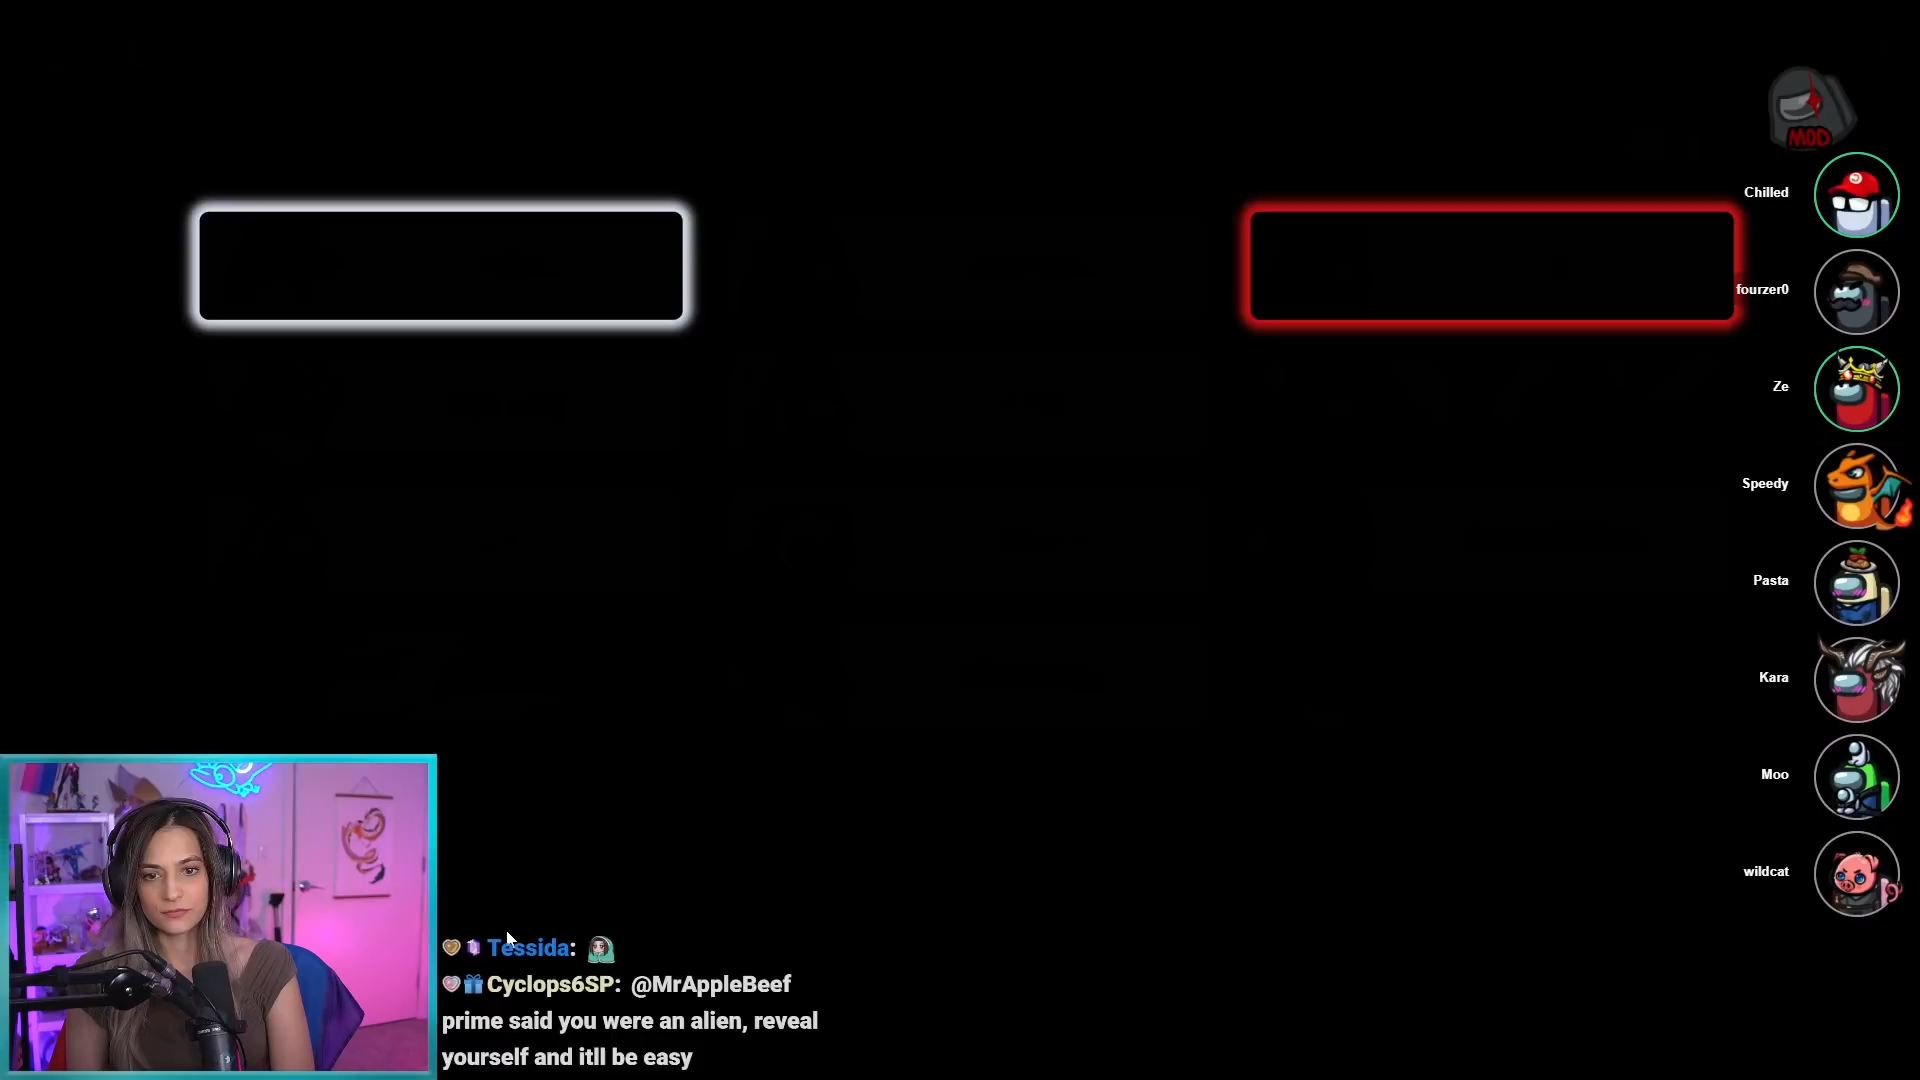 MOD
Chilled
fourzer0
Ze
Speedy
Pasta
Kara
Moo
wildcat
Tessida:
Cyclops6SP: @MrAppleBeef
prime said you were an alien, reveal
yourself and itll be easy